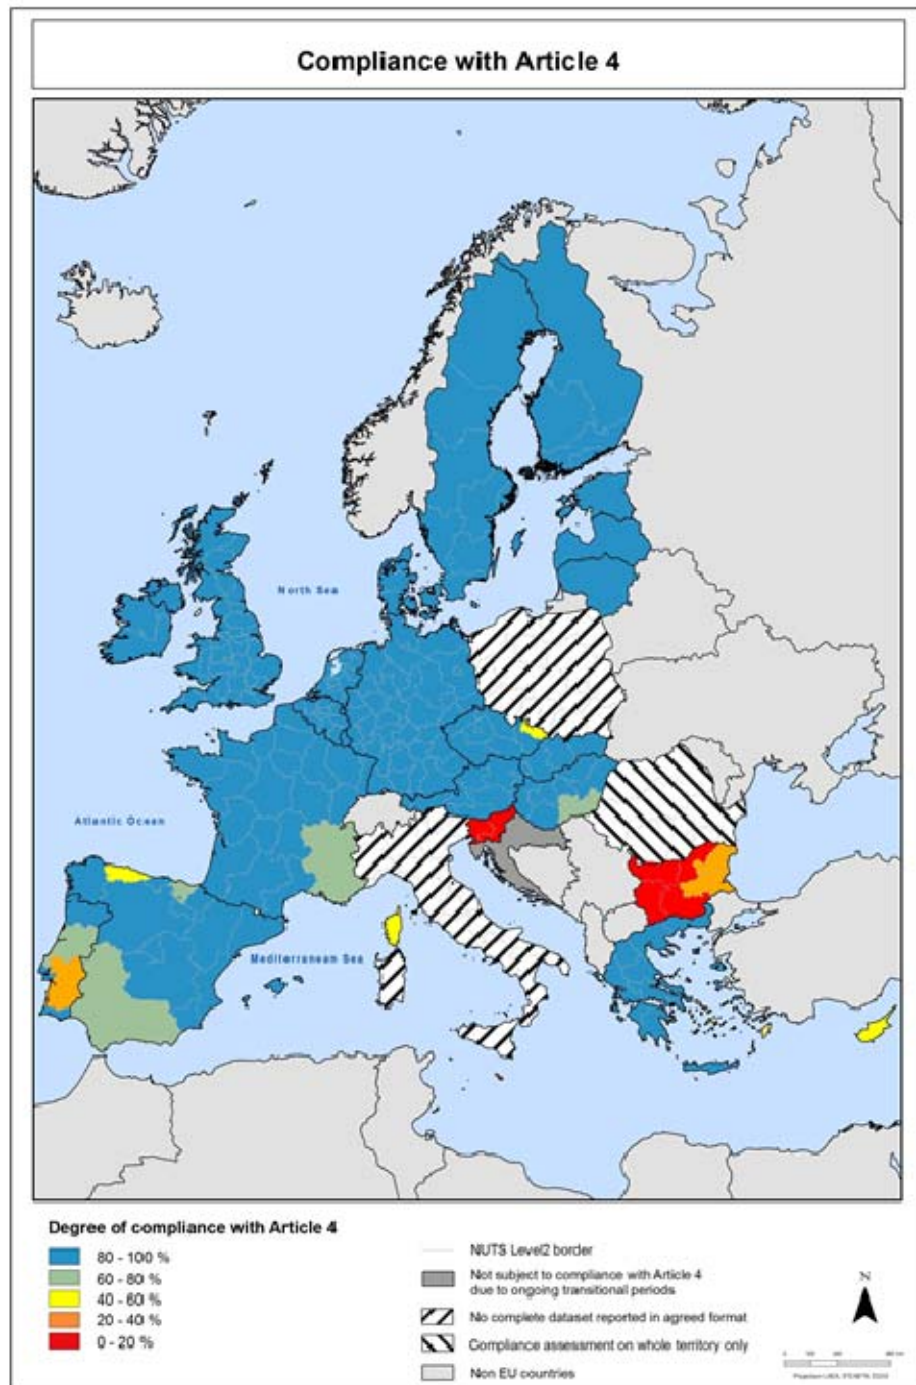 Compliance with Article 4
North Sea
Atlantic Ocean
Mediterranean Sea
Degree of compliance with Article 4
80 - 100 %
60 - 80 %
40 - 60 %
20 - 40 %
0 - 20 %
NUTS Level2 border
Not subject to compliance with Article 4
due to ongoing transitional periods
No complete dataset reported in agreed format
Compliance assessment on whole territory only
Non EU countries
N